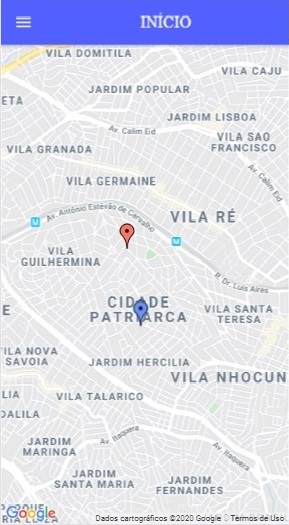 INÍCIO
VILA DOMITILA
VILA CAJU
JARDIM POPULAR
ETA
JARDIM LISBOA
Av. Calim Eid
VILA SAO
FRANCISCO
VILA GRANADA
Av. Calim Eid
VILA GERMAINE
Av. Antônio Estêvão de Carvalho
VILA RÉ
M
M
VILA
GUILHERMINA
R. Dr. Luís Aires
E
CIDADE
PATRIARCA
VILA SANTA
TERESA
VILA NOVA
SAVOIA
JARDIM HERCILIA
VILA NHOCUN
LIA
DALILA
VILA TALARICO
Av. Itaquera
Av. Itaquera
JARDIM
MARINGA
JARDIM
SANTA MARIA
JARDIM
FERNANDES
PARQUE
Google
Dados cartográficos ©2020 Google
Termos de Uso